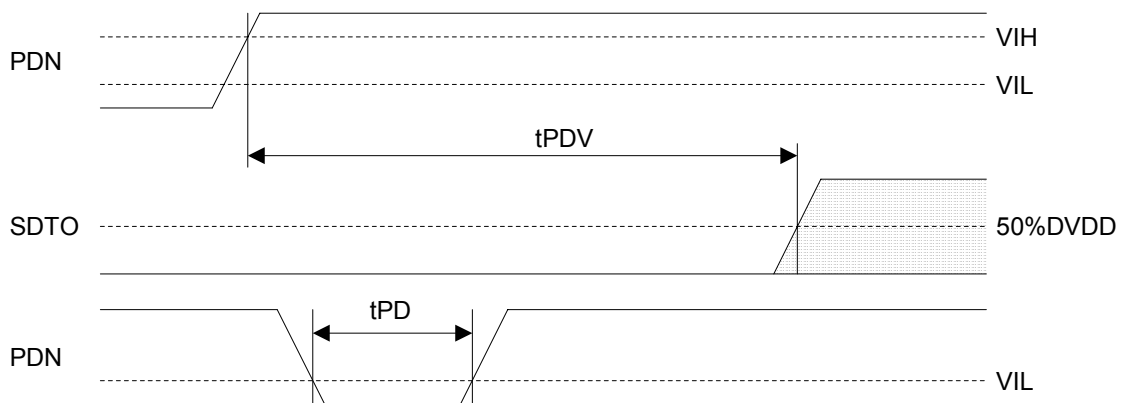 VIH
PDN
VIL
tPDV
SDTO
50%DVDD
tPD
PDN
VIL